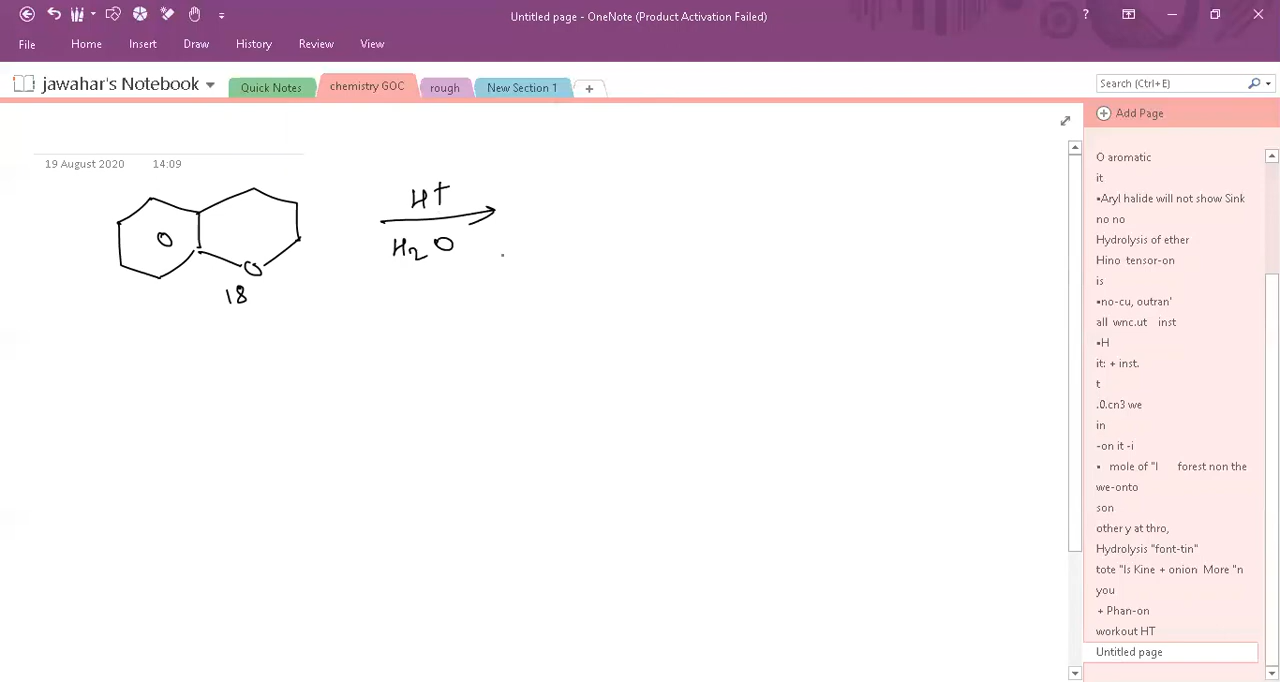 Untitled page - OneNote (Product Activation Failed)
?
File Home Insert Draw History Review View
jawahar's Notebook
Quick Notes
chemistry GOC
rough
New Section 1
Search (Ctrl+E)
Add Page
19 August 2020 14:09
H+
H2O
O
O
18
O aromatic
it
•Aryl halide will not show Sink
no no
Hydrolysis of ether
Hino tensor-on
is
•no-cu, outran'
all wnc.ut inst
•H
it: + inst.
t
.0.cn3 we
in
-on it -i
• mole of "I forest non the
we-onto
son
other y at thro,
Hydrolysis "font-tin"
tote "Is Kine + onion More "n
you
+ Phan-on
workout HT
Untitled page